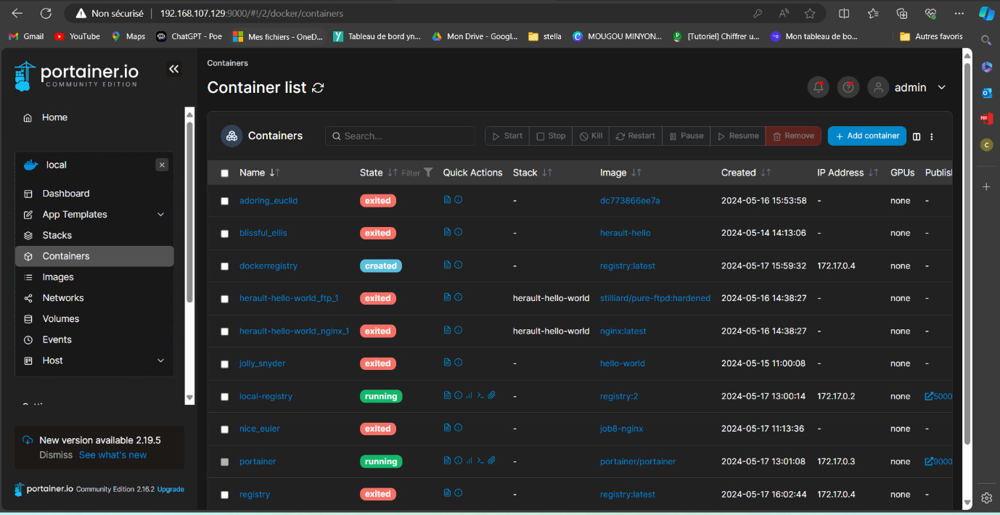 Non sécurisé 192.168.107.129:9000/#!/2/docker/containers
Gmail YouTube Maps ChatGPT - Poe Mes fichiers - OneD... Tableau de bord yn... Mon Drive - Googl... stella MOUGOU MINYON... [Tutoriel] Chiffrer u... Mon tableau de bo... Autres favoris
portainer.io
COMMUNITY EDITION
Home
local
Dashboard
App Templates
Stacks
Containers
Images
Networks
Volumes
Events
Host
New version available 2.19.5
Dismiss See what's new
portainer.io Community Edition 2.16.2 Upgrade
Containers
Container list
admin
Containers Search... Start Stop Kill Restart Pause Resume Remove + Add container
Name State Filter Quick Actions Stack Image Created IP Address GPUs Publis
adoring_euclid exited - dc773866ee7a 2024-05-16 15:53:58 - none -
blissful_ellis exited - herault-hello 2024-05-14 14:13:06 - none -
dockerregistry created - registry:latest 2024-05-17 15:59:32 172.17.0.4 none -
herault-hello-world_ftp_1 exited herault-hello-world stilliard/pure-ftpd:hardened 2024-05-16 14:38:27 - none -
herault-hello-world_nginx_1 exited herault-hello-world nginx:latest 2024-05-16 14:38:27 - none -
jolly_snyder exited - hello-world 2024-05-15 11:00:08 - none -
local-registry running - registry:2 2024-05-17 13:00:14 172.17.0.2 none 5000
nice_euler exited - job8-nginx 2024-05-17 11:13:36 - none -
portainer running - portainer/portainer 2024-05-17 13:01:08 172.17.0.3 none 9000
registry exited - registry:latest 2024-05-17 16:02:44 172.17.0.4 none -